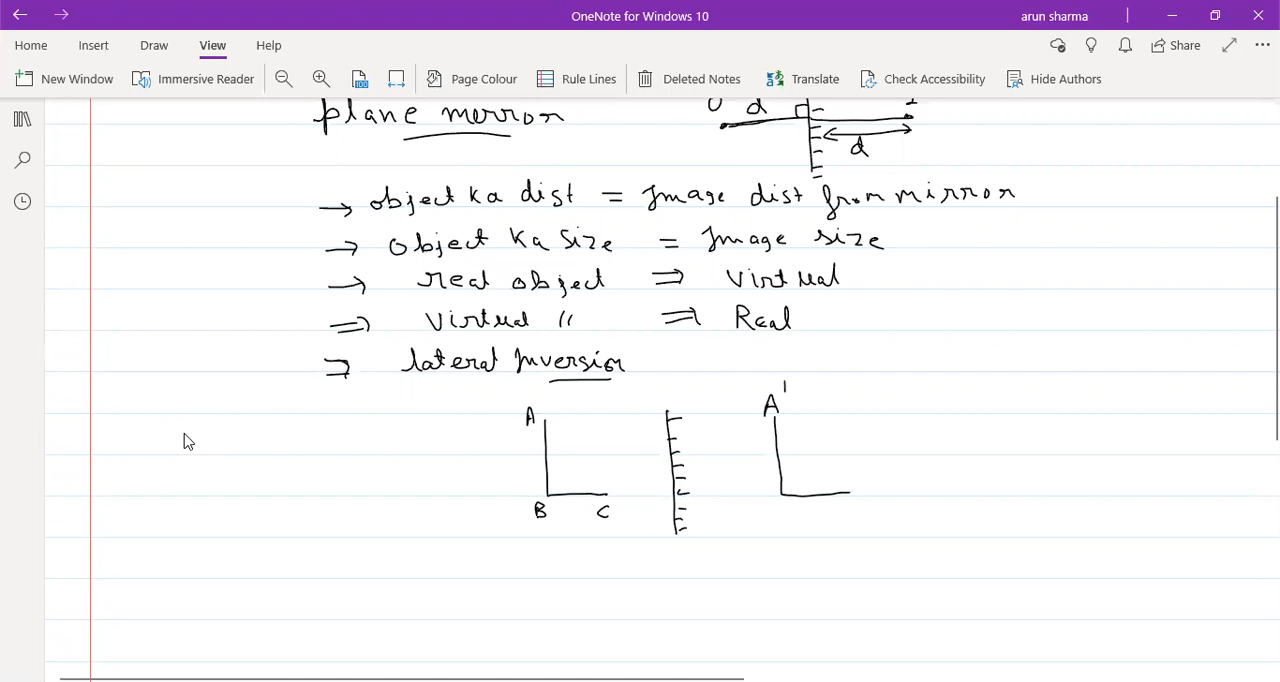 OneNote for Windows 10
arun sharma
Home Insert Draw View Help
Share
New Window Immersive Reader Page Colour Rule Lines Deleted Notes Translate Check Accessibility Hide Authors
plane merror
O d I
d
→ object ka dist = Image dist from mirror
→ object ka size = Image size
→ real object ⇒ Virtual
⇒ Virtual " ⇒ Real
⇒ lateral Inversion
A A'
B C